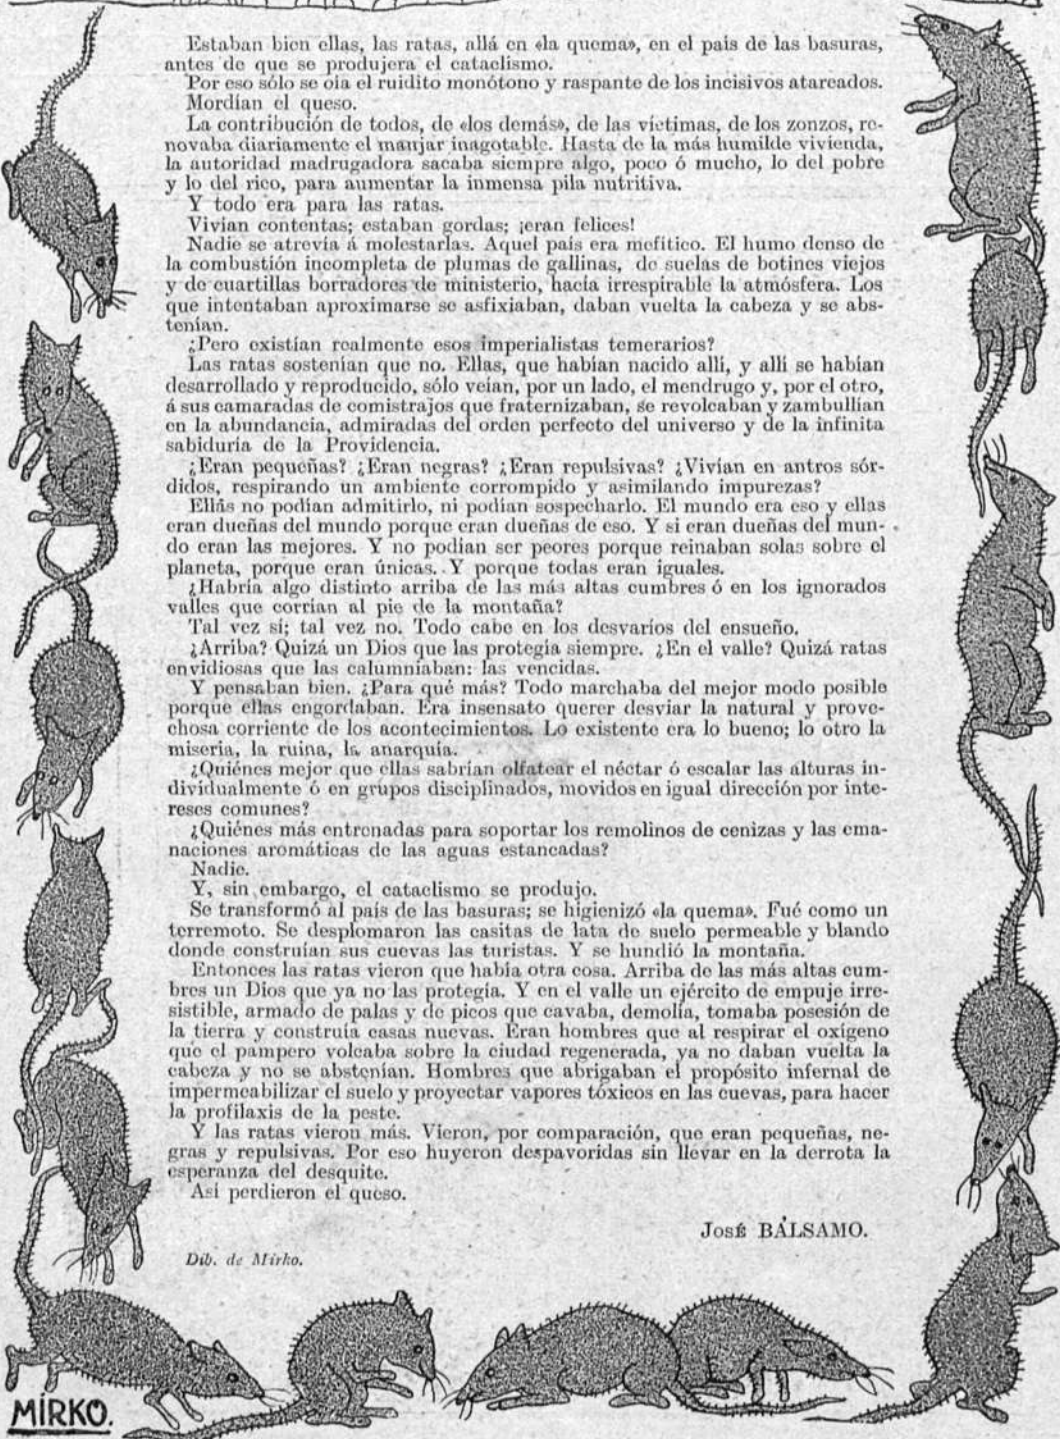 Estaban bien ellas, las ratas, allá en «la quema», en el país de las basuras,
antes de que se produjera el cataclismo.
Por eso sólo se oía el ruidito monótono y raspante de los incisivos atareados.
Mordían el queso.
La contribución de todos, de «los demás», de las víctimas, de los zonzos, re-
novaba diariamente el manjar inagotable. Hasta de la más humilde vivienda,
la autoridad madrugadora sacaba siempre algo, poco ó mucho, lo del pobre
y lo del rico, para aumentar la inmensa pila nutritiva.
Y todo era para las ratas.
Vivían contentas; estaban gordas; ¡eran felices!
Nadie se atrevía á molestarlas. Aquel país era mefítico. El humo denso de
la combustión incompleta de plumas de gallinas, de suelas de botines viejos
y de cuartillas borradores de ministerio, hacía irrespirable la atmósfera. Los
que intentaban aproximarse se asfixiaban, daban vuelta la cabeza y se abs-
tenían.
¿Pero existían realmente esos imperialistas temerarios?
Las ratas sostenían que no. Ellas, que habían nacido allí, y allí se habían
desarrollado y reproducido, sólo veían, por un lado, el mendrugo y, por el otro,
á sus camaradas de comistrajos que fraternizaban, se revolcaban y zambullían
en la abundancia, admiradas del orden perfecto del universo y de la infinita
sabiduría de la Providencia.
¿Eran pequeñas? ¿Eran negras? ¿Eran repulsivas? ¿Vivían en antros sór-
didos, respirando un ambiente corrompido y asimilando impurezas?
Ellas no podían admitirlo, ni podían sospecharlo. El mundo era eso y ellas
eran dueñas del mundo porque eran dueñas de eso. Y si eran dueñas del mun-
do eran las mejores. Y no podían ser peores porque reinaban solas sobre el
planeta, porque eran únicas. Y porque todas eran iguales.
¿Habría algo distinto arriba de las más altas cumbres ó en los ignorados
valles que corrían al pie de la montaña?
Tal vez sí; tal vez no. Todo cabe en los desvaríos del ensueño.
¿Arriba? Quizá un Dios que las protegía siempre. ¿En el valle? Quizá ratas
envidiosas que las calumniaban: las vencidas.
Y pensaban bien. ¿Para qué más? Todo marchaba del mejor modo posible
porque ellas engordaban. Era insensato querer desviar la natural y prove-
chosa corriente de los acontecimientos. Lo existente era lo bueno; lo otro la
miseria, la ruina, la anarquía.
¿Quiénes mejor que ellas sabrían olfatear el néctar ó escalar las alturas in-
dividualmente ó en grupos disciplinados, movidos en igual dirección por inte-
reses comunes?
¿Quiénes más entrenadas para soportar los remolinos de cenizas y las ema-
naciones aromáticas de las aguas estancadas?
Nadie.
Y, sin embargo, el cataclismo se produjo.
Se transformó al país de las basuras; se higienizó «la quema». Fué como un
terremoto. Se desplomaron las casitas de lata de suelo permeable y blando
donde construían sus cuevas las turistas. Y se hundió la montaña.
Entonces las ratas vieron que había otra cosa. Arriba de las más altas cum-
bres un Dios que ya no las protegía. Y en el valle un ejército de empuje irre-
sistible, armado de palas y de picos que cavaba, demolía, tomaba posesión de
la tierra y construía casas nuevas. Eran hombres que al respirar el oxígeno
que el pampero volcaba sobre la ciudad regenerada, ya no daban vuelta la
cabeza y no se abstenían. Hombres que abrigaban el propósito infernal de
impermeabilizar el suelo y proyectar vapores tóxicos en las cuevas, para hacer
la profilaxis de la peste.
Y las ratas vieron más. Vieron, por comparación, que eran pequeñas, ne-
gras y repulsivas. Por eso huyeron despavoridas sin llevar en la derrota la
esperanza del desquite.
Así perdieron el queso.
José BÁLSAMO.
Dib. de Mirko.
MÍRKO.